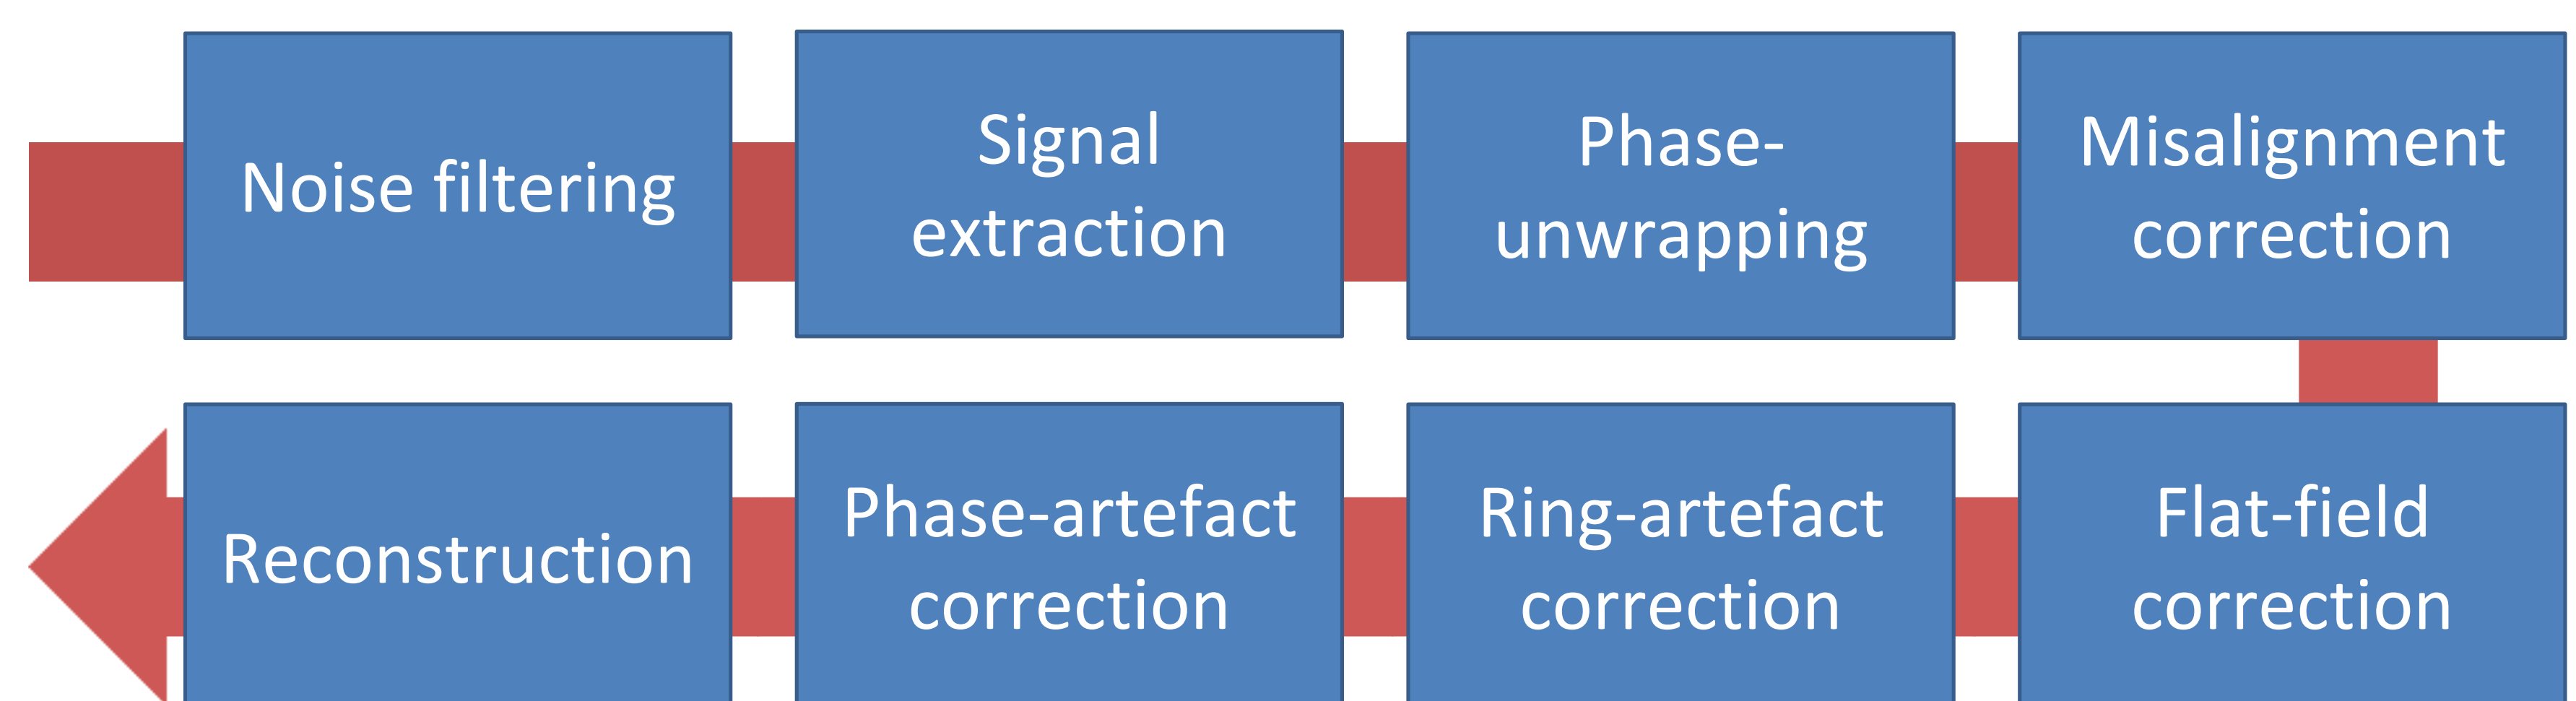 Noise filtering
Signal
extraction
Phase-
unwrapping
Misalignment
correction
Reconstruction
Phase-artefact
correction
Ring-artefact
correction
Flat-field
correction